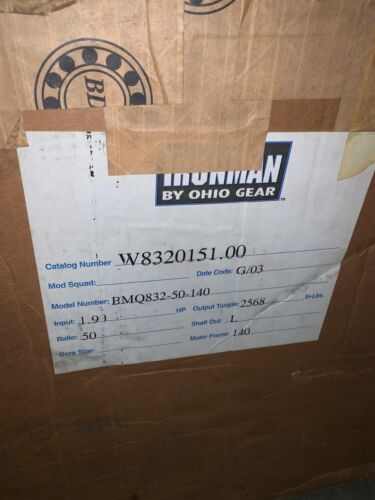 BD
IRONMAN
BY OHIO GEAR
Catalog Number W8320151.00
Mod Squad: Date Code: G/03
Model Number: BMQ832-50-140
Input: 1.9 HP Output Torque: 2568 In-Lbs.
Ratio: 50 Shaft Out: L
Bore Size: Motor Frame: 140